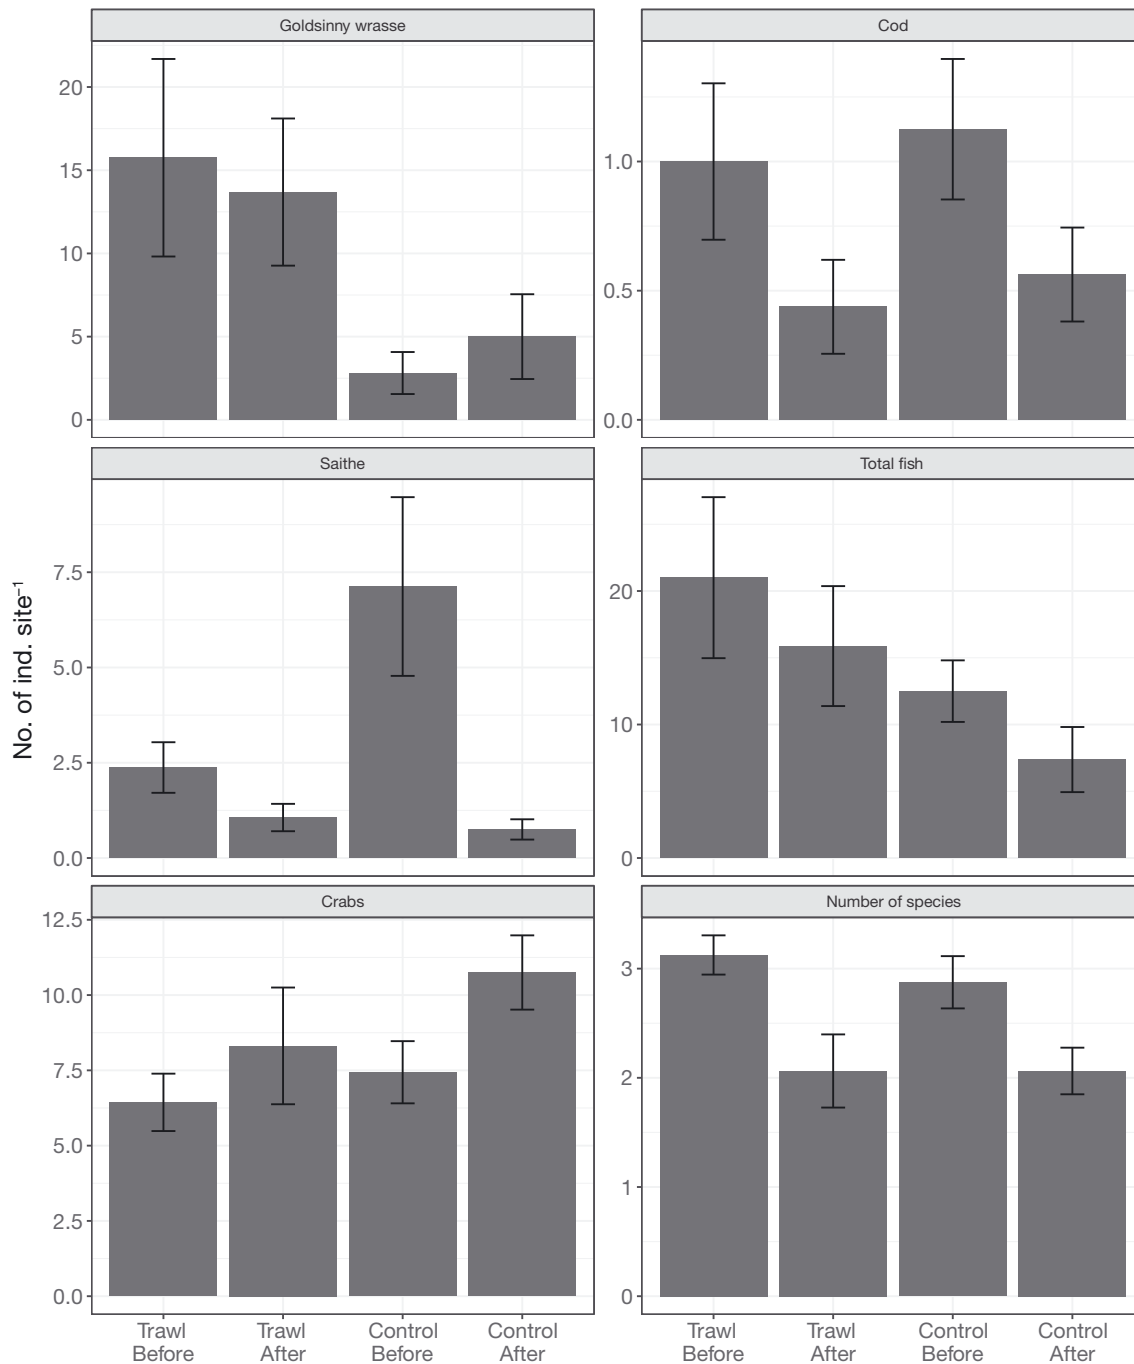 Goldsinny wrasse
Cod
20
15
10
5
0
1.0
0.5
0.0
Saithe
Total fish
No. of ind. site⁻¹
7.5
5.0
2.5
0.0
20
10
0
Crabs
Number of species
12.5
10.0
7.5
5.0
2.5
0.0
3
2
1
0
Trawl
Before
Trawl
After
Control
Before
Control
After
Trawl
Before
Trawl
After
Control
Before
Control
After